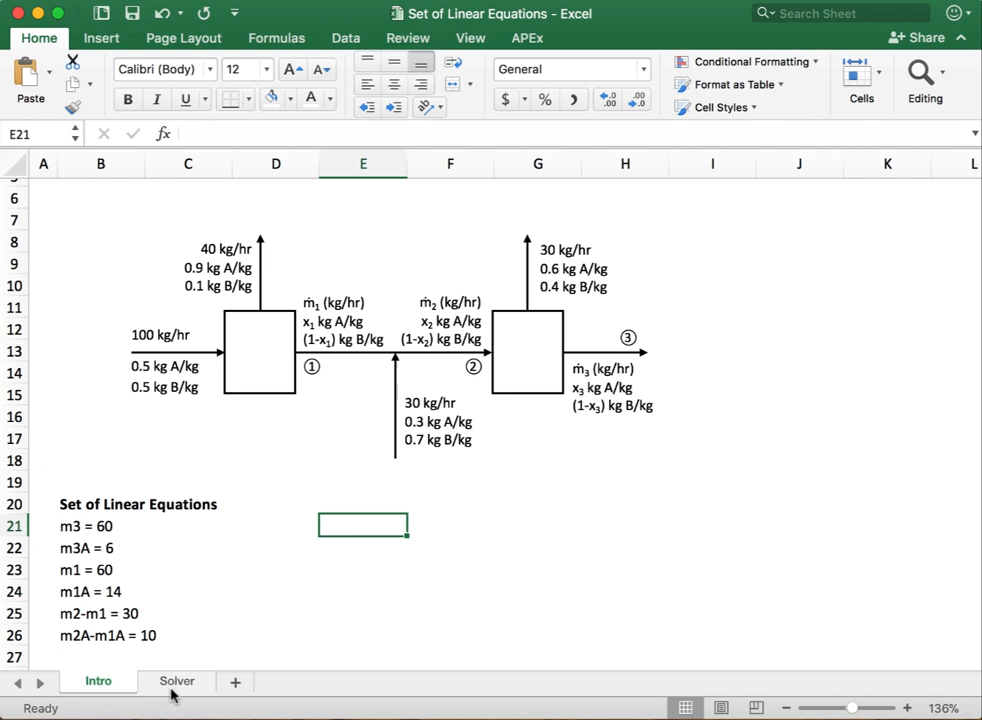 Set of Linear Equations - Excel
Search Sheet
Home Insert Page Layout Formulas Data Review View APEx
Share
Paste
Calibri (Body) 12
B I U A
General
$ % )
Conditional Formatting
Format as Table
Cell Styles
Cells
Editing
E21 fx
A B C D E F G H I J K L
5
6
7
8
9
10
11
12
13
14
15
16
17
18
19
20
21
22
23
24
25
26
27
40 kg/hr
0.9 kg A/kg
0.1 kg B/kg
30 kg/hr
0.6 kg A/kg
0.4 kg B/kg
100 kg/hr
0.5 kg A/kg
0.5 kg B/kg
ṁ₁ (kg/hr)
x₁ kg A/kg
(1-x₁) kg B/kg
①
ṁ₂ (kg/hr)
x₂ kg A/kg
(1-x₂) kg B/kg
②
30 kg/hr
0.3 kg A/kg
0.7 kg B/kg
③
ṁ₃ (kg/hr)
x₃ kg A/kg
(1-x₃) kg B/kg
Set of Linear Equations
m3 = 60
m3A = 6
m1 = 60
m1A = 14
m2-m1 = 30
m2A-m1A = 10
Intro Solver +
Ready
136%